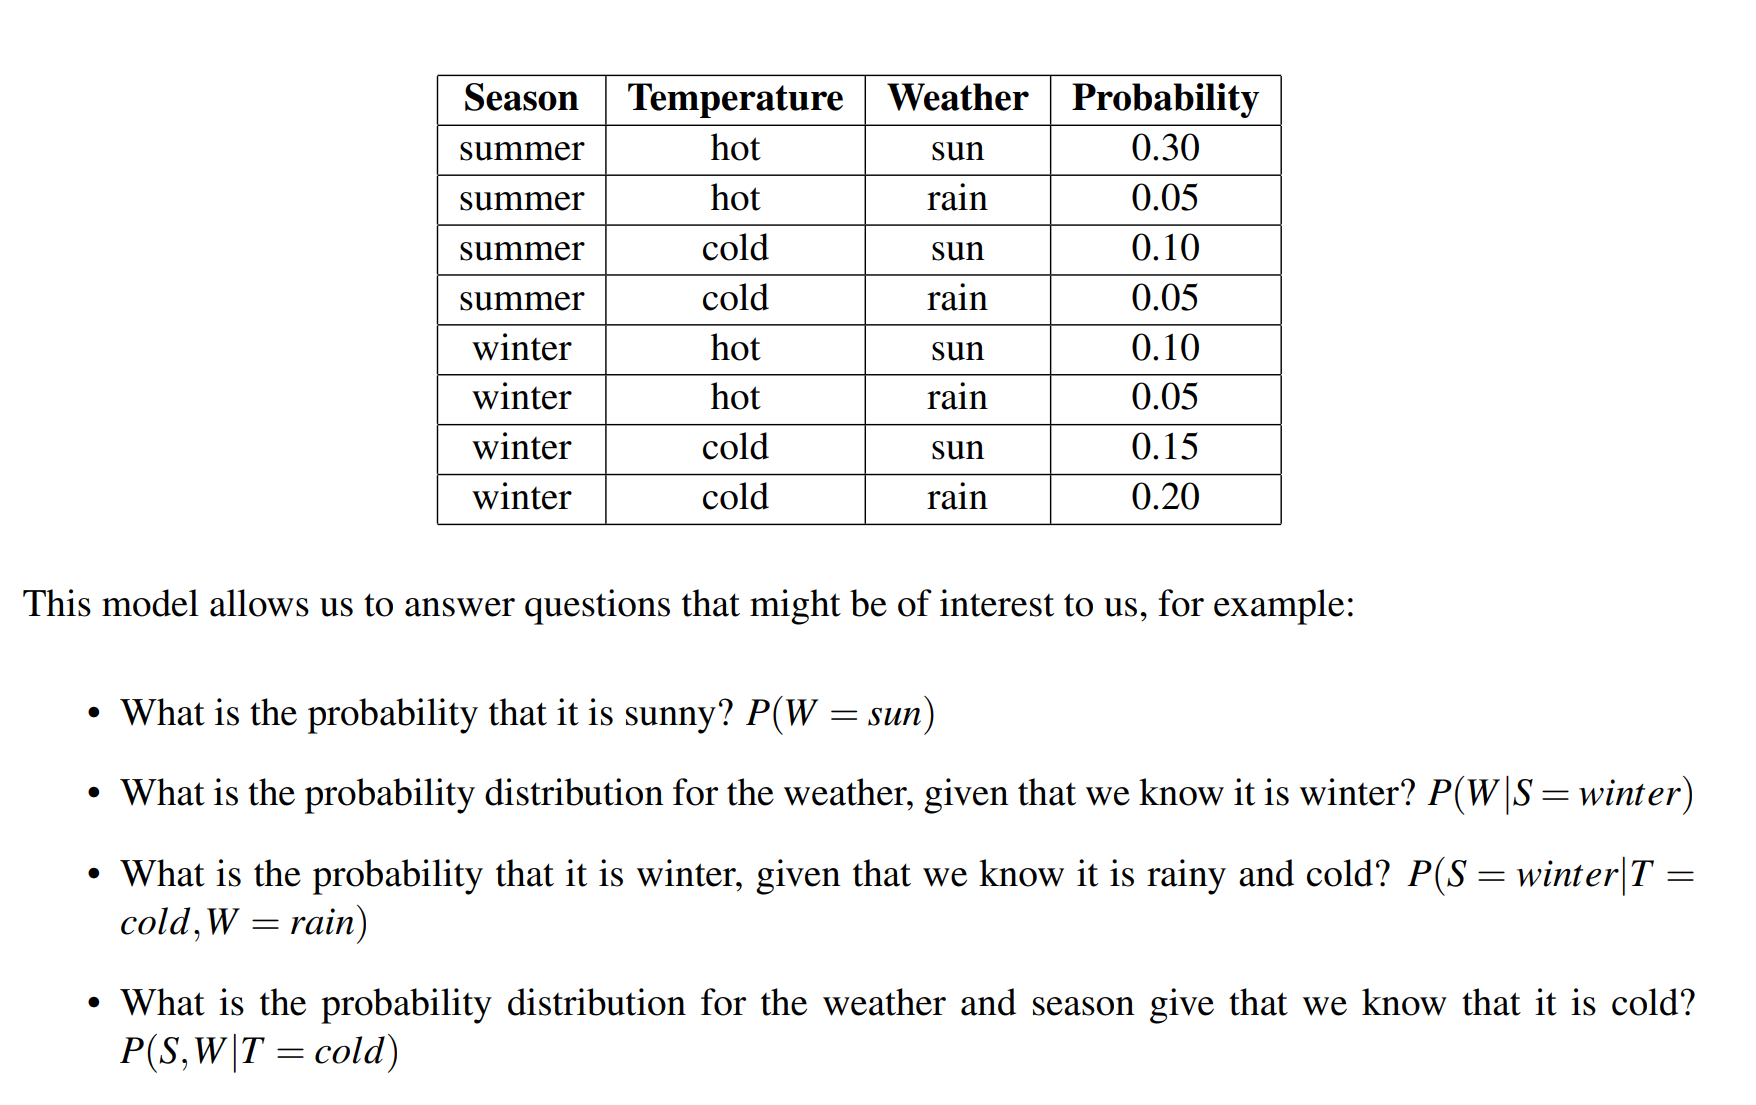 Season Temperature Weather Probability
summer hot sun 0.30
summer hot rain 0.05
summer cold sun 0.10
summer cold rain 0.05
winter hot sun 0.10
winter hot rain 0.05
winter cold sun 0.15
winter cold rain 0.20
This model allows us to answer questions that might be of interest to us, for example:
• What is the probability that it is sunny? P(W = sun)
• What is the probability distribution for the weather, given that we know it is winter? P(W|S = winter)
• What is the probability that it is winter, given that we know it is rainy and cold? P(S = winter|T =
cold, W = rain)
• What is the probability distribution for the weather and season give that we know that it is cold?
P(S, W|T = cold)